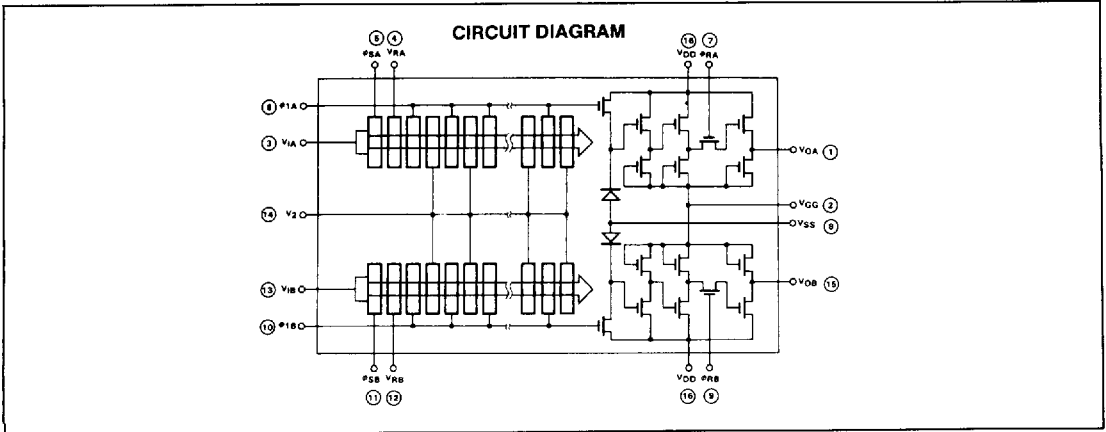 CIRCUIT DIAGRAM
⑤ ④
φSA VRA
⑯ ⑦
VDD φRA
⑥ φ1A
③ VIA
VOA ①
VGG ②
⑭ V2
VSS ⑧
⑬ VIB
VOB ⑮
⑩ φ1B
φSB VRB
⑪ ⑫
VDD φRB
⑯ ⑨